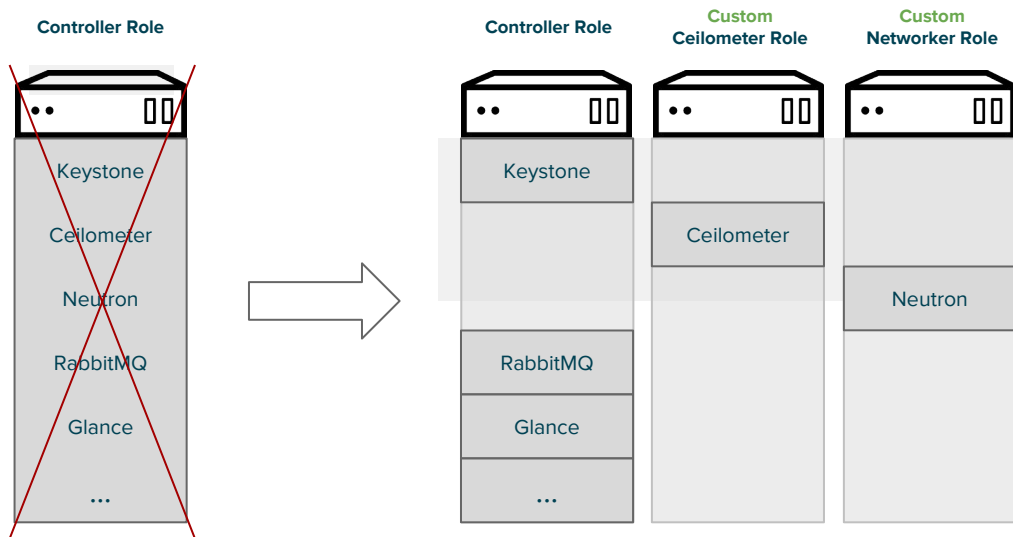 Controller Role
Keystone
Ceilometer
Neutron
RabbitMQ
Glance
...
Controller Role
Keystone
RabbitMQ
Glance
...
Custom
Ceilometer Role
Ceilometer
Custom
Networker Role
Neutron